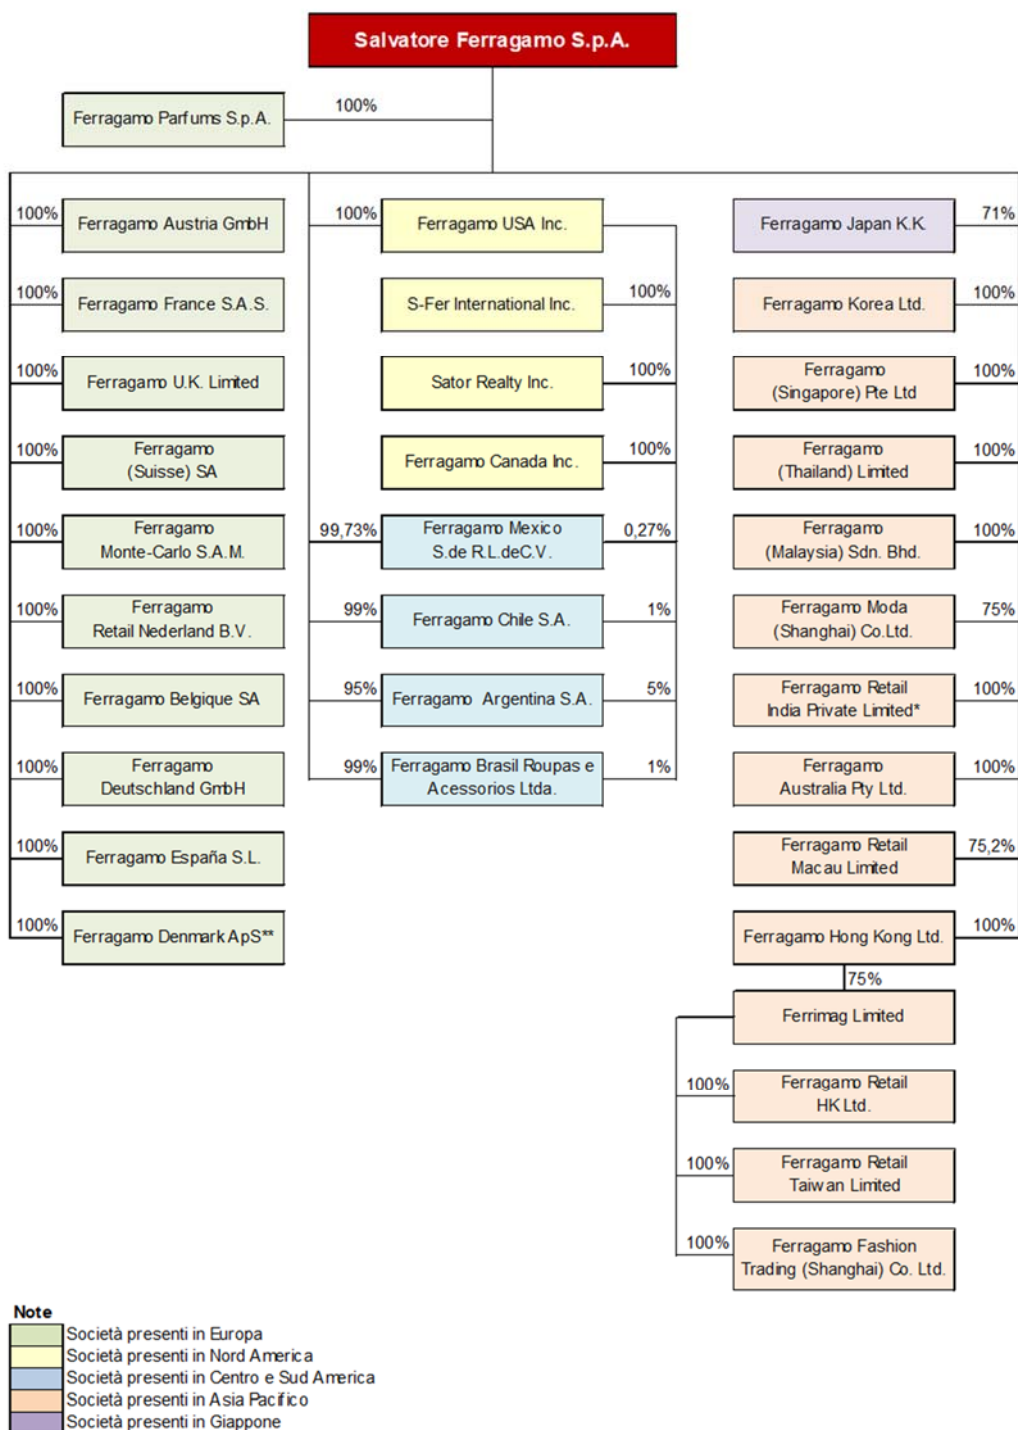 Salvatore Ferragamo S.p.A.
Ferragamo Parfums S.p.A.
100%
100%
Ferragamo Austria GmbH
100%
Ferragamo USA Inc.
Ferragamo Japan K.K.
71%
100%
Ferragamo France S.A.S.
S-Fer International Inc.
100%
Ferragamo Korea Ltd.
100%
100%
Ferragamo U.K. Limited
Sator Realty Inc.
100%
Ferragamo
(Singapore) Pte Ltd
100%
100%
Ferragamo
(Suisse) SA
Ferragamo Canada Inc.
100%
Ferragamo
(Thailand) Limited
100%
100%
Ferragamo
Monte-Carlo S.A.M.
99,73%
Ferragamo Mexico
S.de R.L.deC.V.
0,27%
Ferragamo
(Malaysia) Sdn. Bhd.
100%
100%
Ferragamo
Retail Nederland B.V.
99%
Ferragamo Chile S.A.
1%
Ferragamo Moda
(Shanghai) Co.Ltd.
75%
100%
Ferragamo Belgique SA
95%
Ferragamo Argentina S.A.
5%
Ferragamo Retail
India Private Limited*
100%
100%
Ferragamo
Deutschland GmbH
99%
Ferragamo Brasil Roupas e
Acessorios Ltda.
1%
Ferragamo
Australia Pty Ltd.
100%
100%
Ferragamo España S.L.
Ferragamo Retail
Macau Limited
75,2%
100%
Ferragamo Denmark ApS**
Ferragamo Hong Kong Ltd.
100%
75%
Ferrimag Limited
100%
Ferragamo Retail
HK Ltd.
100%
Ferragamo Retail
Taiwan Limited
100%
Ferragamo Fashion
Trading (Shanghai) Co. Ltd.
Note
Società presenti in Europa
Società presenti in Nord America
Società presenti in Centro e Sud America
Società presenti in Asia Pacifico
Società presenti in Giappone